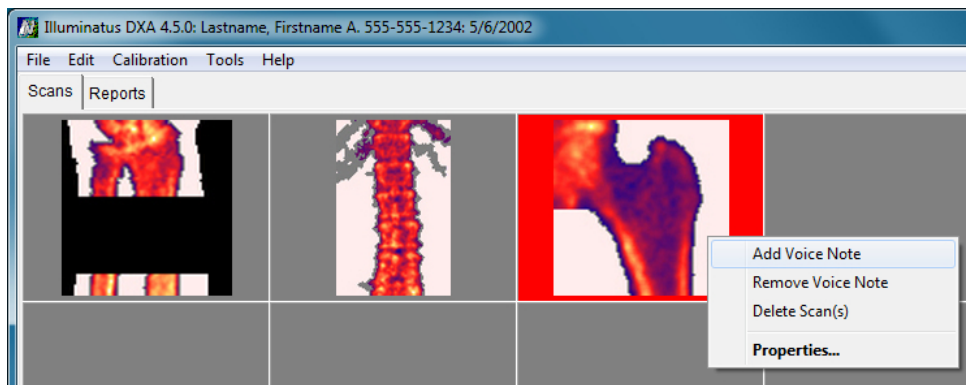 Illuminatus DXA 4.5.0: Lastname, Firstname A. 555-555-1234: 5/6/2002
File Edit Calibration Tools Help
Scans Reports
Add Voice Note
Remove Voice Note
Delete Scan(s)
Properties...